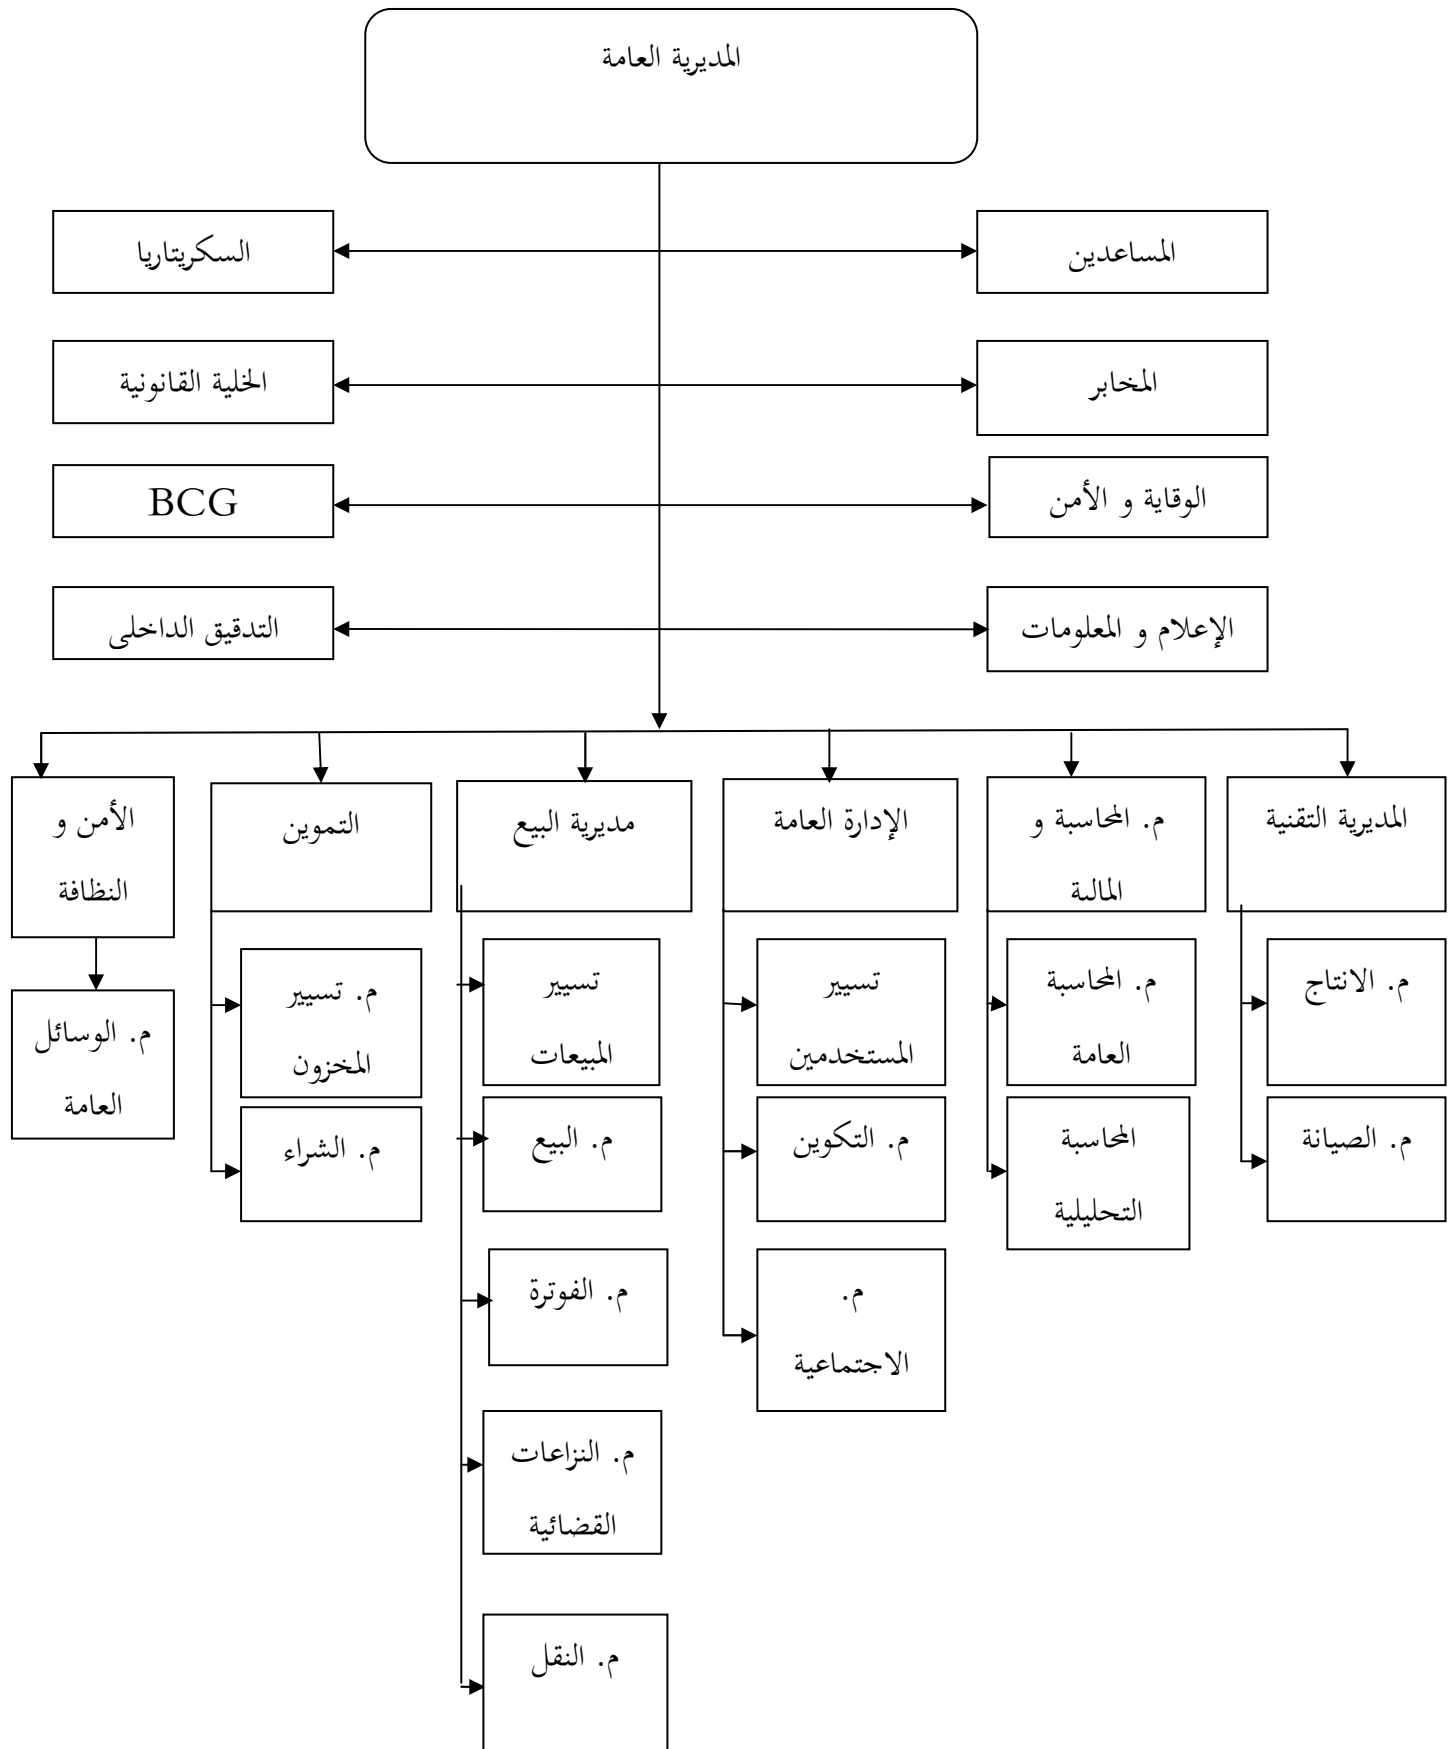 المديرية العامة
المساعدين
السكريتاريا
المخابر
الخلية القانونية
الوقاية و الأمن
BCG
الإعلام و المعلومات
التدقيق الداخلي
المديرية التقنية
م. المحاسبة و
المالية
الإدارة العامة
مديرية البيع
التموين
الأمن و
النظافة
م. الانتاج
م. المحاسبة
العامة
تسيير
المستخدمين
تسيير
المبيعات
م. تسيير
المخزون
م. الوسائل
العامة
م. الصيانة
المحاسبة
التحليلية
م. التكوين
م. البيع
م. الشراء
م.
الاجتماعية
م. الفوترة
م. النزاعات
القضائية
م. النقل